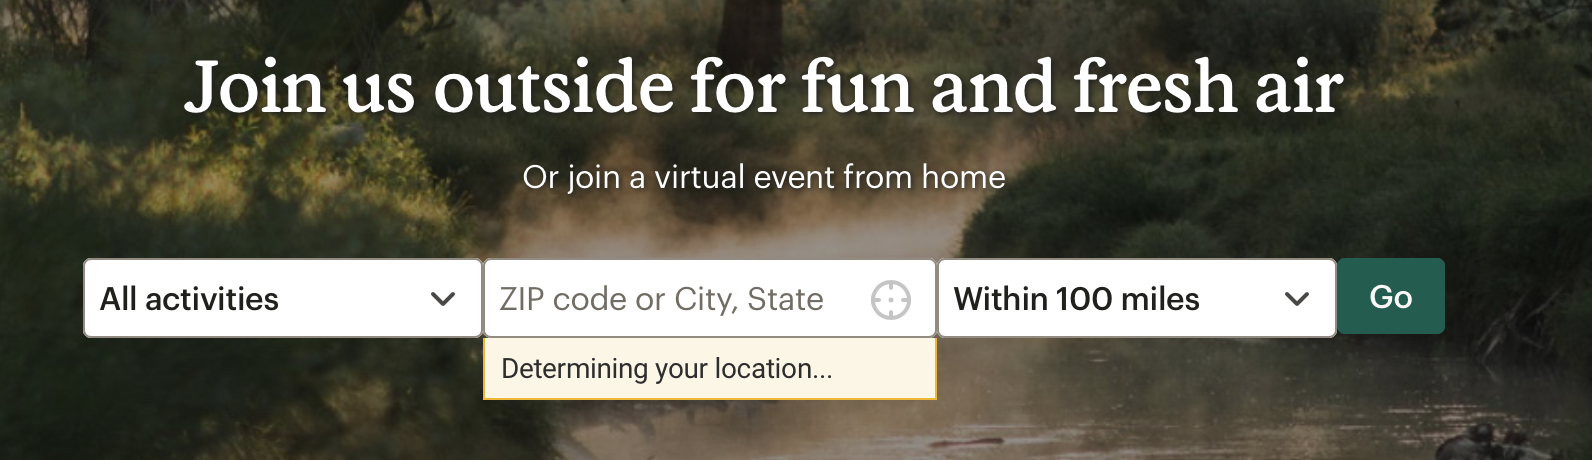 Join us outside for fun and fresh air
Or join a virtual event from home
All activities
ZIP code or City, State
Within 100 miles
Go
Determining your location...